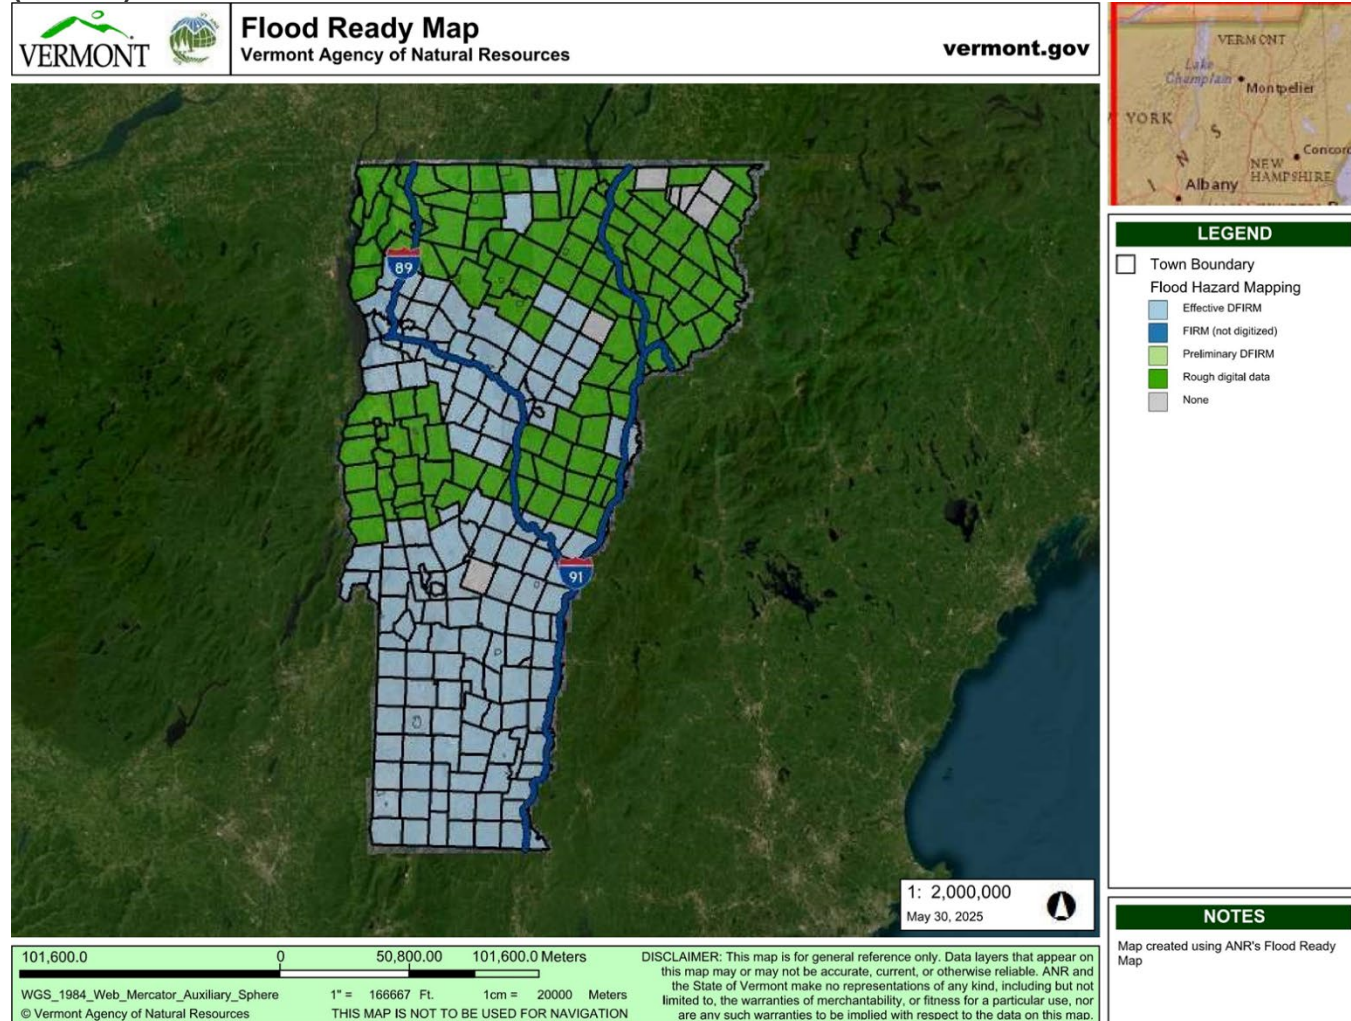 VERMONT
Flood Ready Map
Vermont Agency of Natural Resources
vermont.gov
VERMONT
Lake
Champlain
Montpelier
YORK
S
N
I
Concord
NEW
HAMPSHIRE
Albany
89
91
LEGEND
Town Boundary
Flood Hazard Mapping
Effective DFIRM
FIRM (not digitized)
Preliminary DFIRM
Rough digital data
None
1: 2,000,000
May 30, 2025
NOTES
Map created using ANR's Flood Ready
Map
101,600.0 0 50,800.00 101,600.0 Meters
WGS_1984_Web_Mercator_Auxiliary_Sphere 1" = 166667 Ft. 1cm = 20000 Meters
© Vermont Agency of Natural Resources THIS MAP IS NOT TO BE USED FOR NAVIGATION
DISCLAIMER: This map is for general reference only. Data layers that appear on
this map may or may not be accurate, current, or otherwise reliable. ANR and
the State of Vermont make no representations of any kind, including but not
limited to, the warranties of merchantability, or fitness for a particular use, nor
are any such warranties to be implied with respect to the data on this map.